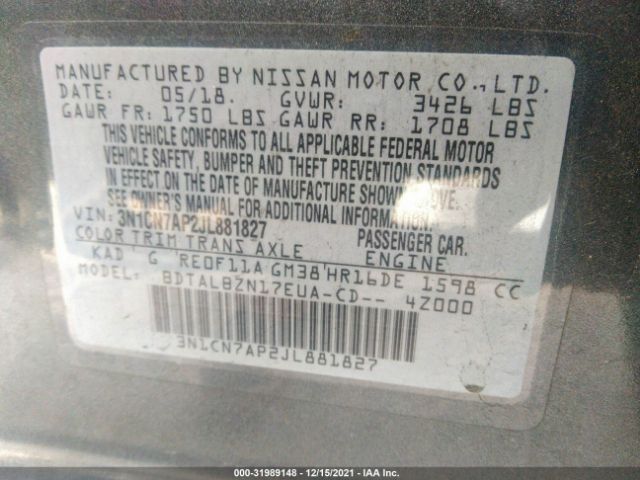 MANUFACTURED BY NISSAN MOTOR CO., LTD.
DATE: 05/18. GVWR: 3426 LBS
GAWR FR: 1750 LBS GAWR RR: 1708 LBS
THIS VEHICLE CONFORMS TO ALL APPLICABLE FEDERAL MOTOR
VEHICLE SAFETY, BUMPER AND THEFT PREVENTION STANDARDS
IN EFFECT ON THE DATE OF MANUFACTURE SHOWN ABOVE.
SEE OWNER'S MANUAL FOR ADDITIONAL INFORMATION.
VIN: 3N1CN7AP2JL881827 PASSENGER CAR.
COLOR TRIM TRANS AXLE ENGINE
KAD G RE0F11A GM38 HR16DE 1598 CC
MODEL: BDTALBZN17EUA-CD-- 4Z000
3N1CN7AP2JL881827
000-31989148 - 12/15/2021 - IAA Inc.